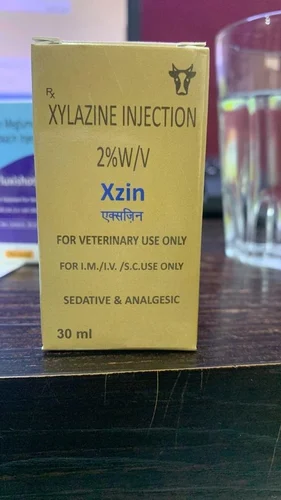 Rx
XYLAZINE INJECTION
2%W/V
Xzin
एक्सज़िन
FOR VETERINARY USE ONLY
FOR I.M./I.V. /S.C.USE ONLY
SEDATIVE & ANALGESIC
30 ml